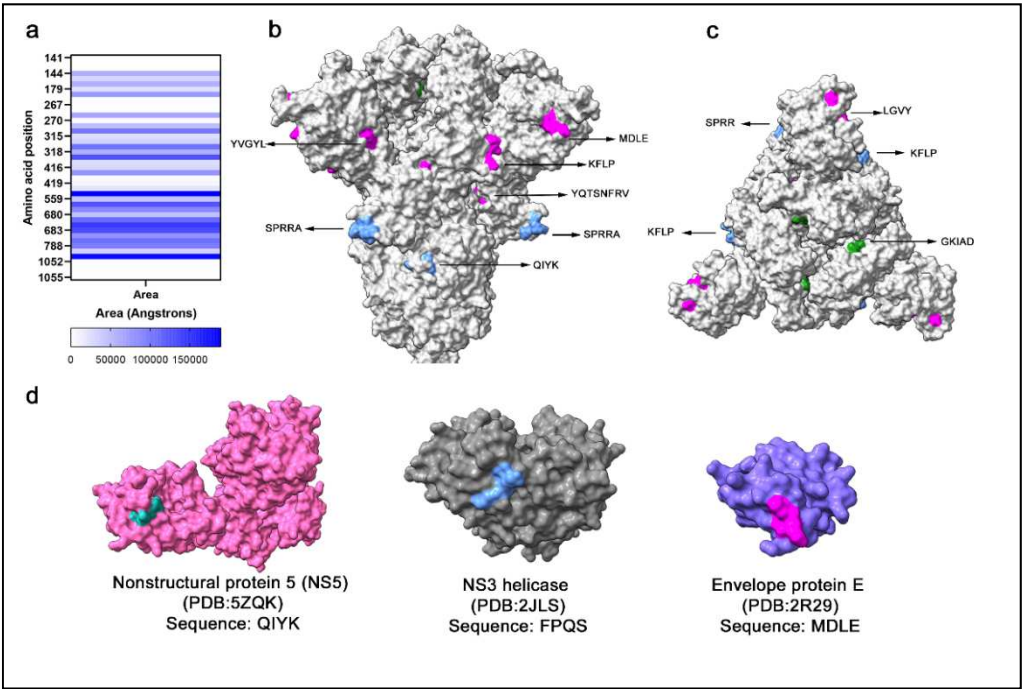 a
141
144
179
267
270
315
318
416
419
559
680
683
788
1052
1055
Amino acid position
Area
Area (Angstrons)
0 50000 100000 150000
b
YVGYL
MDLE
KFLP
YQTSNFRV
SPRRA
SPRRA
QIYK
c
LGVY
SPRR
KFLP
KFLP
GKIAD
d
Nonstructural protein 5 (NS5)
(PDB:5ZQK)
Sequence: QIYK
NS3 helicase
(PDB:2JLS)
Sequence: FPQS
Envelope protein E
(PDB:2R29)
Sequence: MDLE